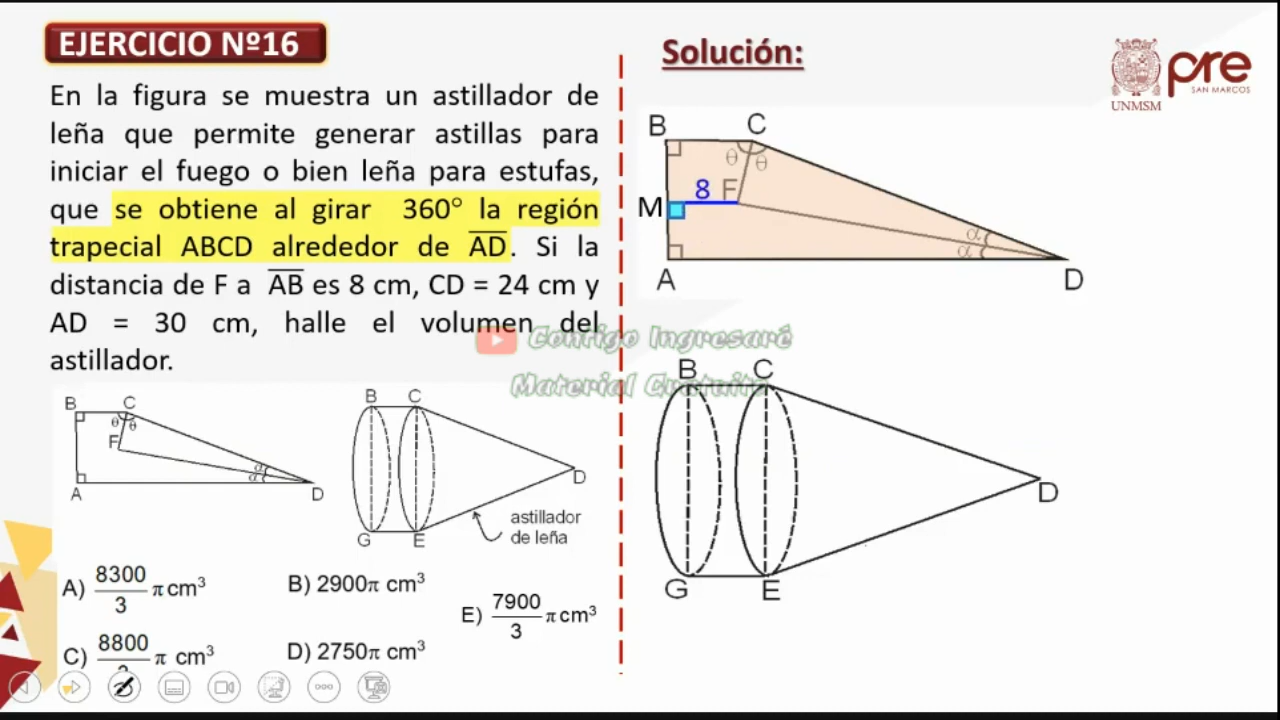 EJERCICIO Nº16
En la figura se muestra un astillador de
leña que permite generar astillas para
iniciar el fuego o bien leña para estufas,
que se obtiene al girar 360° la región
trapecial ABCD alrededor de AD. Si la
distancia de F a AB es 8 cm, CD = 24 cm y
AD = 30 cm, halle el volumen del
astillador.
B C
θ θ
F
α
α
A D
B C
D
G E
astillador
de leña
A) 8300/3 π cm³
B) 2900π cm³
C) 8800/3 π cm³
D) 2750π cm³
E) 7900/3 π cm³
Solución:
UNMSM
pre
SAN MARCOS
B C
θ θ
M 8 F
α
α
A D
Contigo Ingresaré
Material Gratuito
B C
D
G E